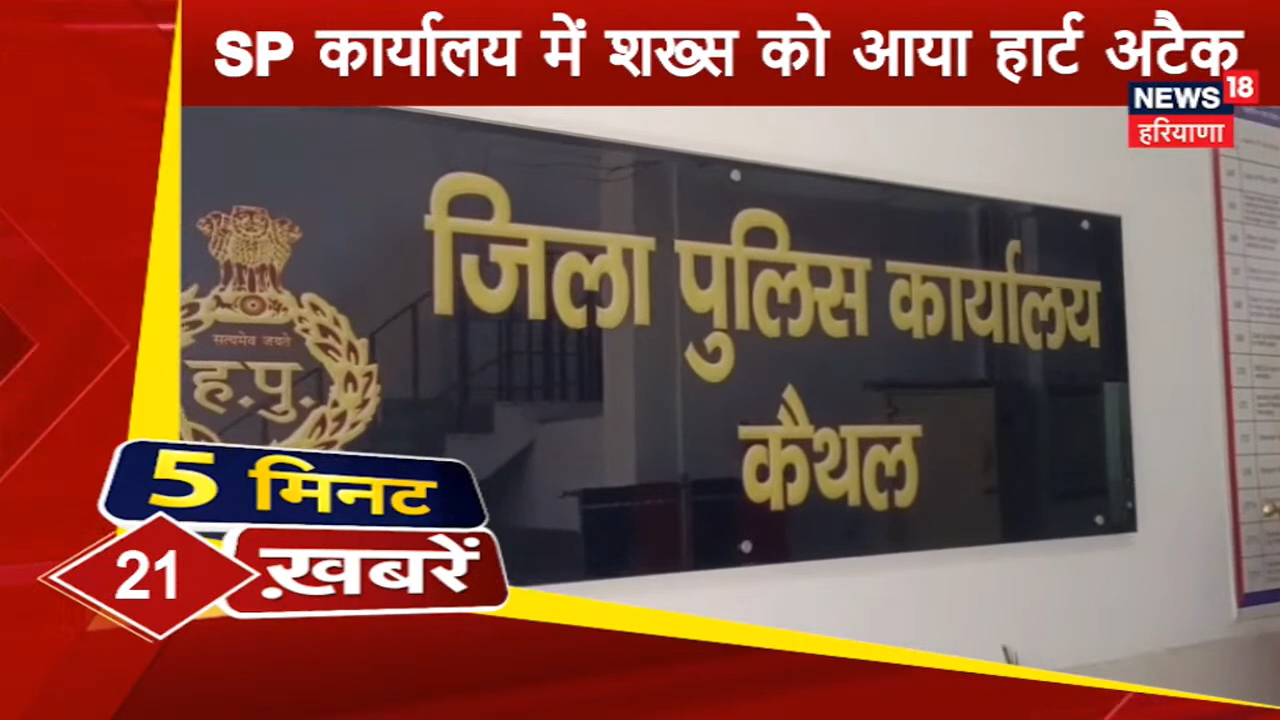 SP कार्यालय में शख्स को आया हार्ट अटैक
NEWS 18
हरियाणा
जिला पुलिस कार्यालय
कैथल
सत्यमेव जयते
ह.पु.
5 मिनट
21 ख़बरें